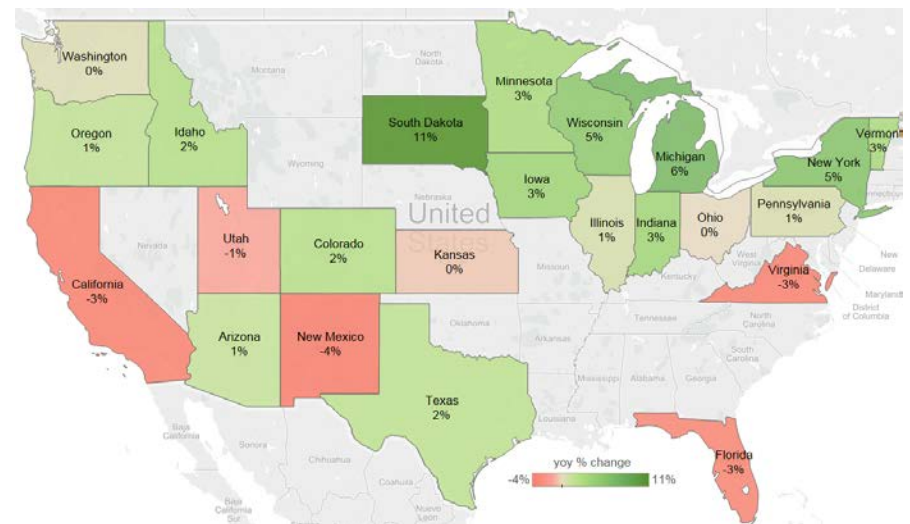 Washington
0%
Montana
North
Dakota
Minnesota
3%
Oregon
1%
Idaho
2%
South Dakota
11%
Wisconsin
5%
Vermont
3%
Michigan
6%
New York
5%
Wyoming
Iowa
3%
Nebraska
United
States
Illinois
1%
Indiana
3%
Ohio
0%
Pennsylvania
1%
Nevada
Utah
-1%
Colorado
2%
Kansas
0%
Missouri
Kentucky
West
Virginia
Virginia
-3%
New
Delaware
Maryland
District
of Columbia
California
-3%
Arizona
1%
New Mexico
-4%
Oklahoma
Arkansas
Tennessee
North
Carolina
South
Carolina
Mississippi
Alabama
Georgia
Texas
2%
Louisiana
Baja
California
Sonora
Chihuahua
Coahuila
Florida
-3%
yoy % change
-4%
11%
Baja
California
Sur
Nuevo